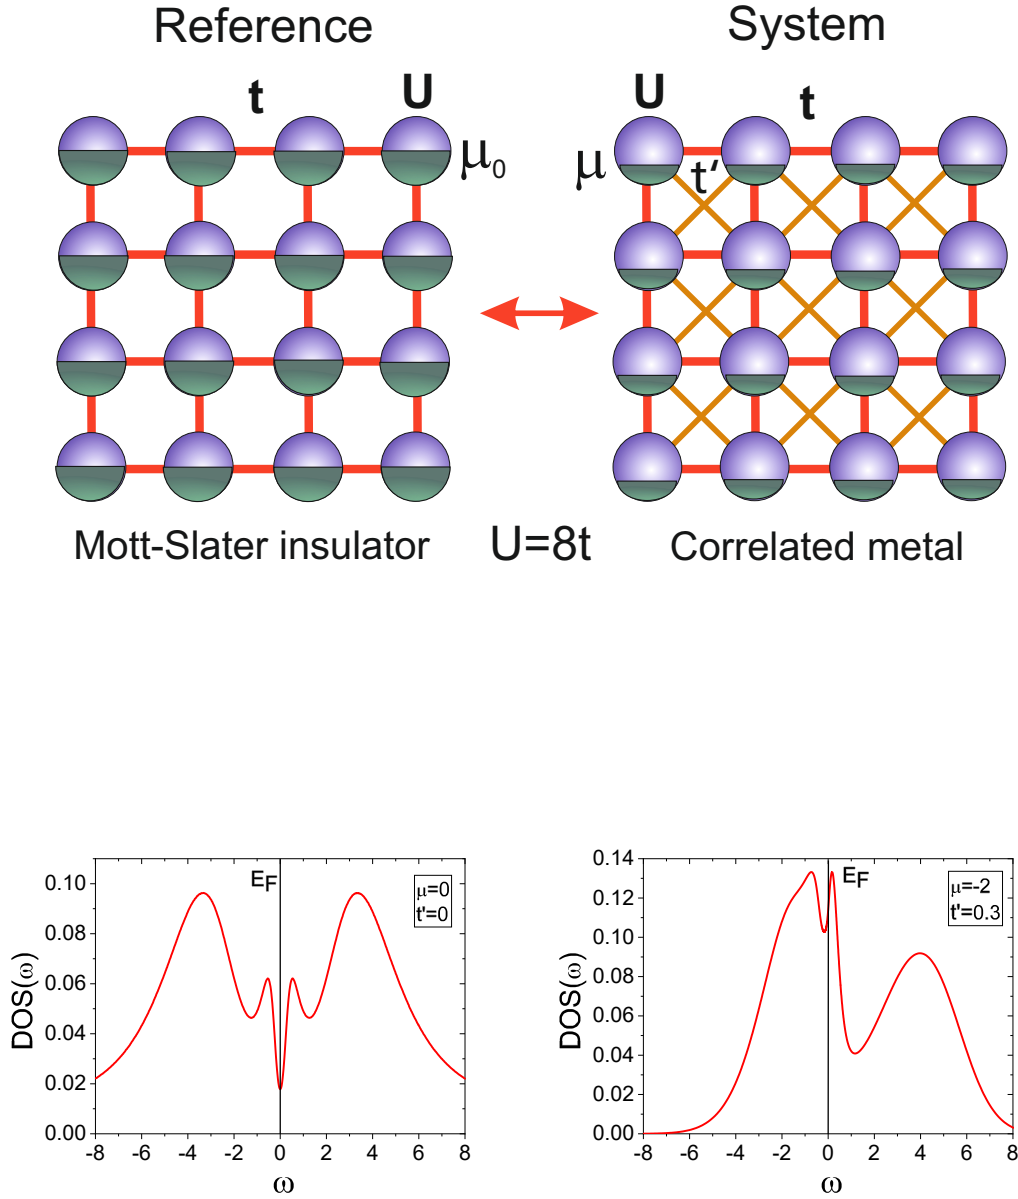 Reference
System
t U
U t
μ₀
μ t'
Mott-Slater insulator
U=8t
Correlated metal
EF
μ=0
t'=0
DOS(ω)
0.10
0.08
0.06
0.04
0.02
0.00
-8 -6 -4 -2 0 2 4 6 8
ω
EF
μ=-2
t'=0.3
DOS(ω)
0.14
0.12
0.10
0.08
0.06
0.04
0.02
0.00
-8 -6 -4 -2 0 2 4 6 8
ω